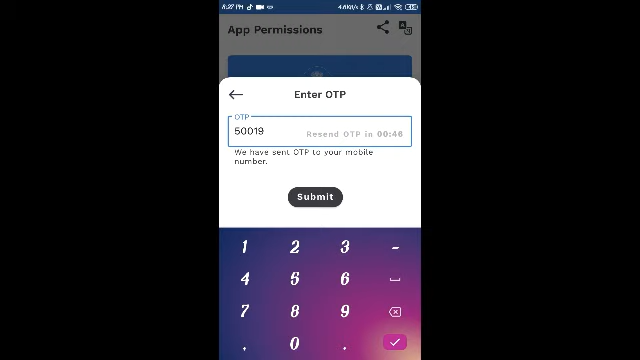 App Permissions
Enter OTP
OTP
50019
Resend OTP in 00:46
We have sent OTP to your mobile
number.
Submit
1 2 3 -
4 5 6
7 8 9
. 0 .